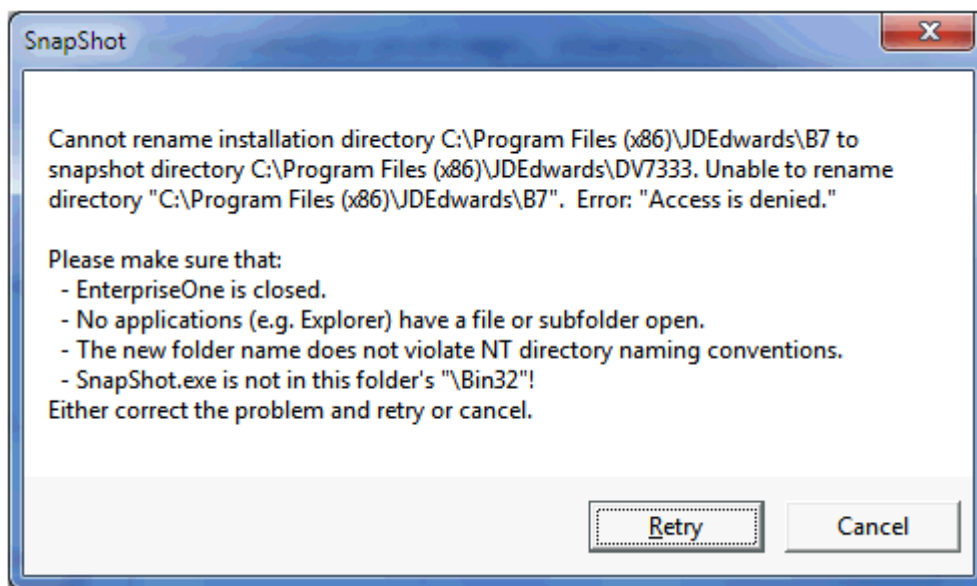 SnapShot
Cannot rename installation directory C:\Program Files (x86)\JDEdwards\B7 to
snapshot directory C:\Program Files (x86)\JDEdwards\DV7333. Unable to rename
directory "C:\Program Files (x86)\JDEdwards\B7".  Error: "Access is denied."
Please make sure that:
- EnterpriseOne is closed.
- No applications (e.g. Explorer) have a file or subfolder open.
- The new folder name does not violate NT directory naming conventions.
- SnapShot.exe is not in this folder's "\Bin32"!
Either correct the problem and retry or cancel.
Retry
Cancel